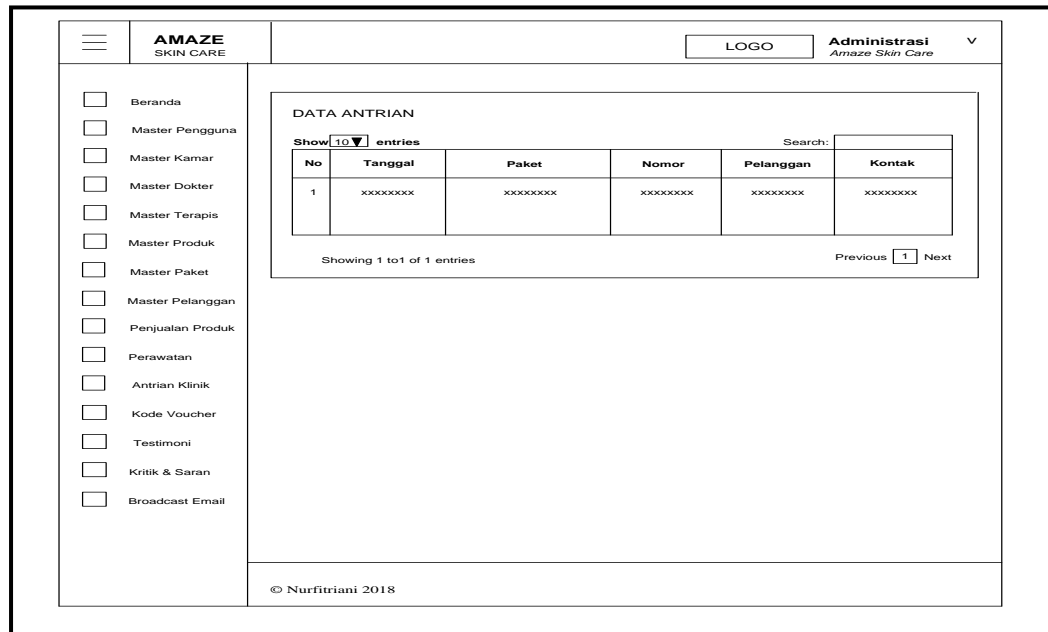 AMAZE
SKIN CARE
LOGO
Administrasi
Amaze Skin Care
v
Beranda
Master Pengguna
Master Kamar
Master Dokter
Master Terapis
Master Produk
Master Paket
Master Pelanggan
Penjualan Produk
Perawatan
Antrian Klinik
Kode Voucher
Testimoni
Kritik & Saran
Broadcast Email
DATA ANTRIAN
Show 10▼ entries Search:
No Tanggal Paket Nomor Pelanggan Kontak
1 xxxxxxxx xxxxxxxx xxxxxxxx xxxxxxxx xxxxxxxx
Showing 1 to1 of 1 entries Previous 1 Next
© Nurfitriani 2018